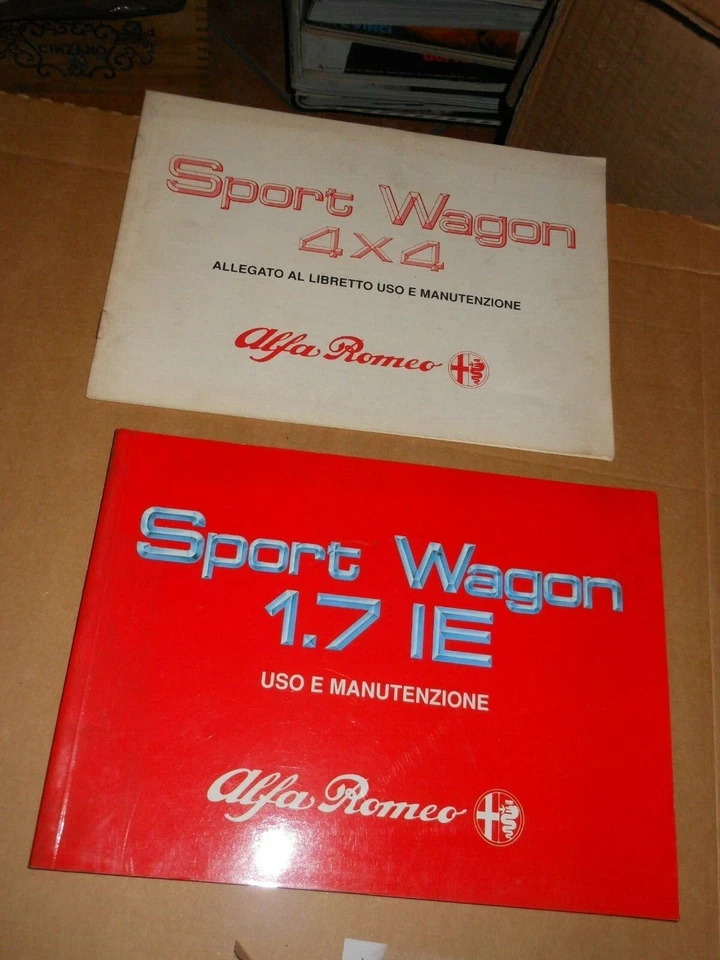 CINZANO
Sport Wagon
4x4
ALLEGATO AL LIBRETTO USO E MANUTENZIONE
Alfa Romeo
Sport Wagon
1.7 IE
USO E MANUTENZIONE
Alfa Romeo